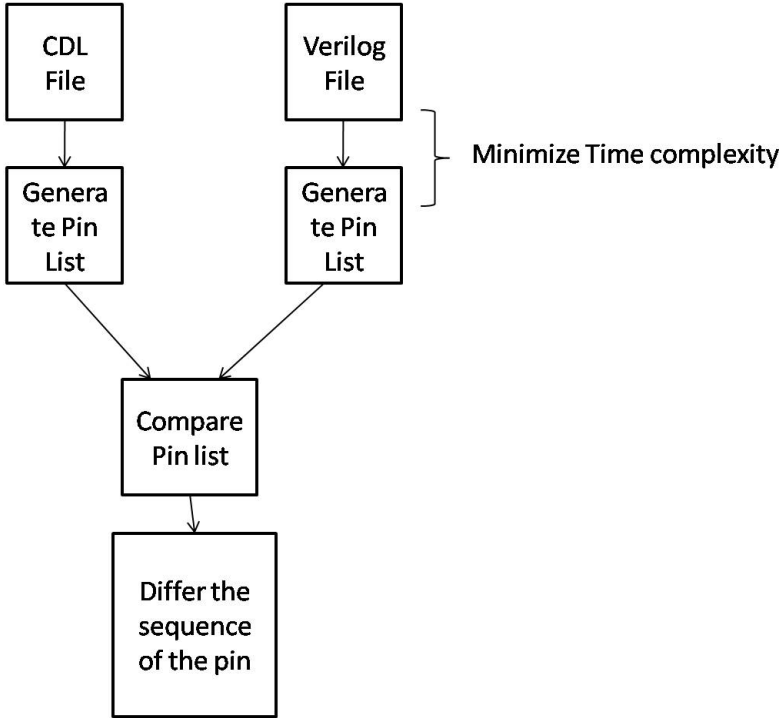 CDL
File
Verilog
File
Minimize Time complexity
Genera
te Pin
List
Genera
te Pin
List
Compare
Pin list
Differ the
sequence
of the pin